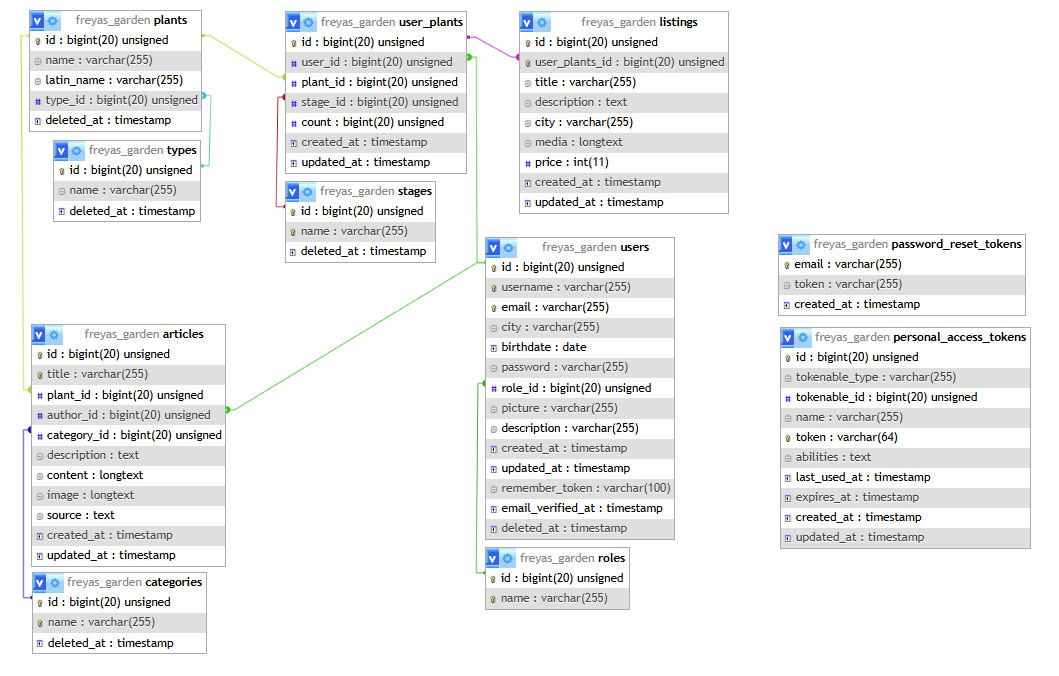 freyas_garden plants
id : bigint(20) unsigned
name : varchar(255)
latin_name : varchar(255)
type_id : bigint(20) unsigned
deleted_at : timestamp
freyas_garden types
id : bigint(20) unsigned
name : varchar(255)
deleted_at : timestamp
freyas_garden user_plants
id : bigint(20) unsigned
user_id : bigint(20) unsigned
plant_id : bigint(20) unsigned
stage_id : bigint(20) unsigned
count : bigint(20) unsigned
created_at : timestamp
updated_at : timestamp
freyas_garden stages
id : bigint(20) unsigned
name : varchar(255)
deleted_at : timestamp
freyas_garden listings
id : bigint(20) unsigned
user_plants_id : bigint(20) unsigned
title : varchar(255)
description : text
city : varchar(255)
media : longtext
price : int(11)
created_at : timestamp
updated_at : timestamp
freyas_garden users
id : bigint(20) unsigned
username : varchar(255)
email : varchar(255)
city : varchar(255)
birthdate : date
password : varchar(255)
role_id : bigint(20) unsigned
picture : varchar(255)
description : varchar(255)
created_at : timestamp
updated_at : timestamp
remember_token : varchar(100)
email_verified_at : timestamp
deleted_at : timestamp
freyas_garden roles
id : bigint(20) unsigned
name : varchar(255)
freyas_garden password_reset_tokens
email : varchar(255)
token : varchar(255)
created_at : timestamp
freyas_garden personal_access_tokens
id : bigint(20) unsigned
tokenable_type : varchar(255)
tokenable_id : bigint(20) unsigned
name : varchar(255)
token : varchar(64)
abilities : text
last_used_at : timestamp
expires_at : timestamp
created_at : timestamp
updated_at : timestamp
freyas_garden articles
id : bigint(20) unsigned
title : varchar(255)
plant_id : bigint(20) unsigned
author_id : bigint(20) unsigned
category_id : bigint(20) unsigned
description : text
content : longtext
image : longtext
source : text
created_at : timestamp
updated_at : timestamp
freyas_garden categories
id : bigint(20) unsigned
name : varchar(255)
deleted_at : timestamp